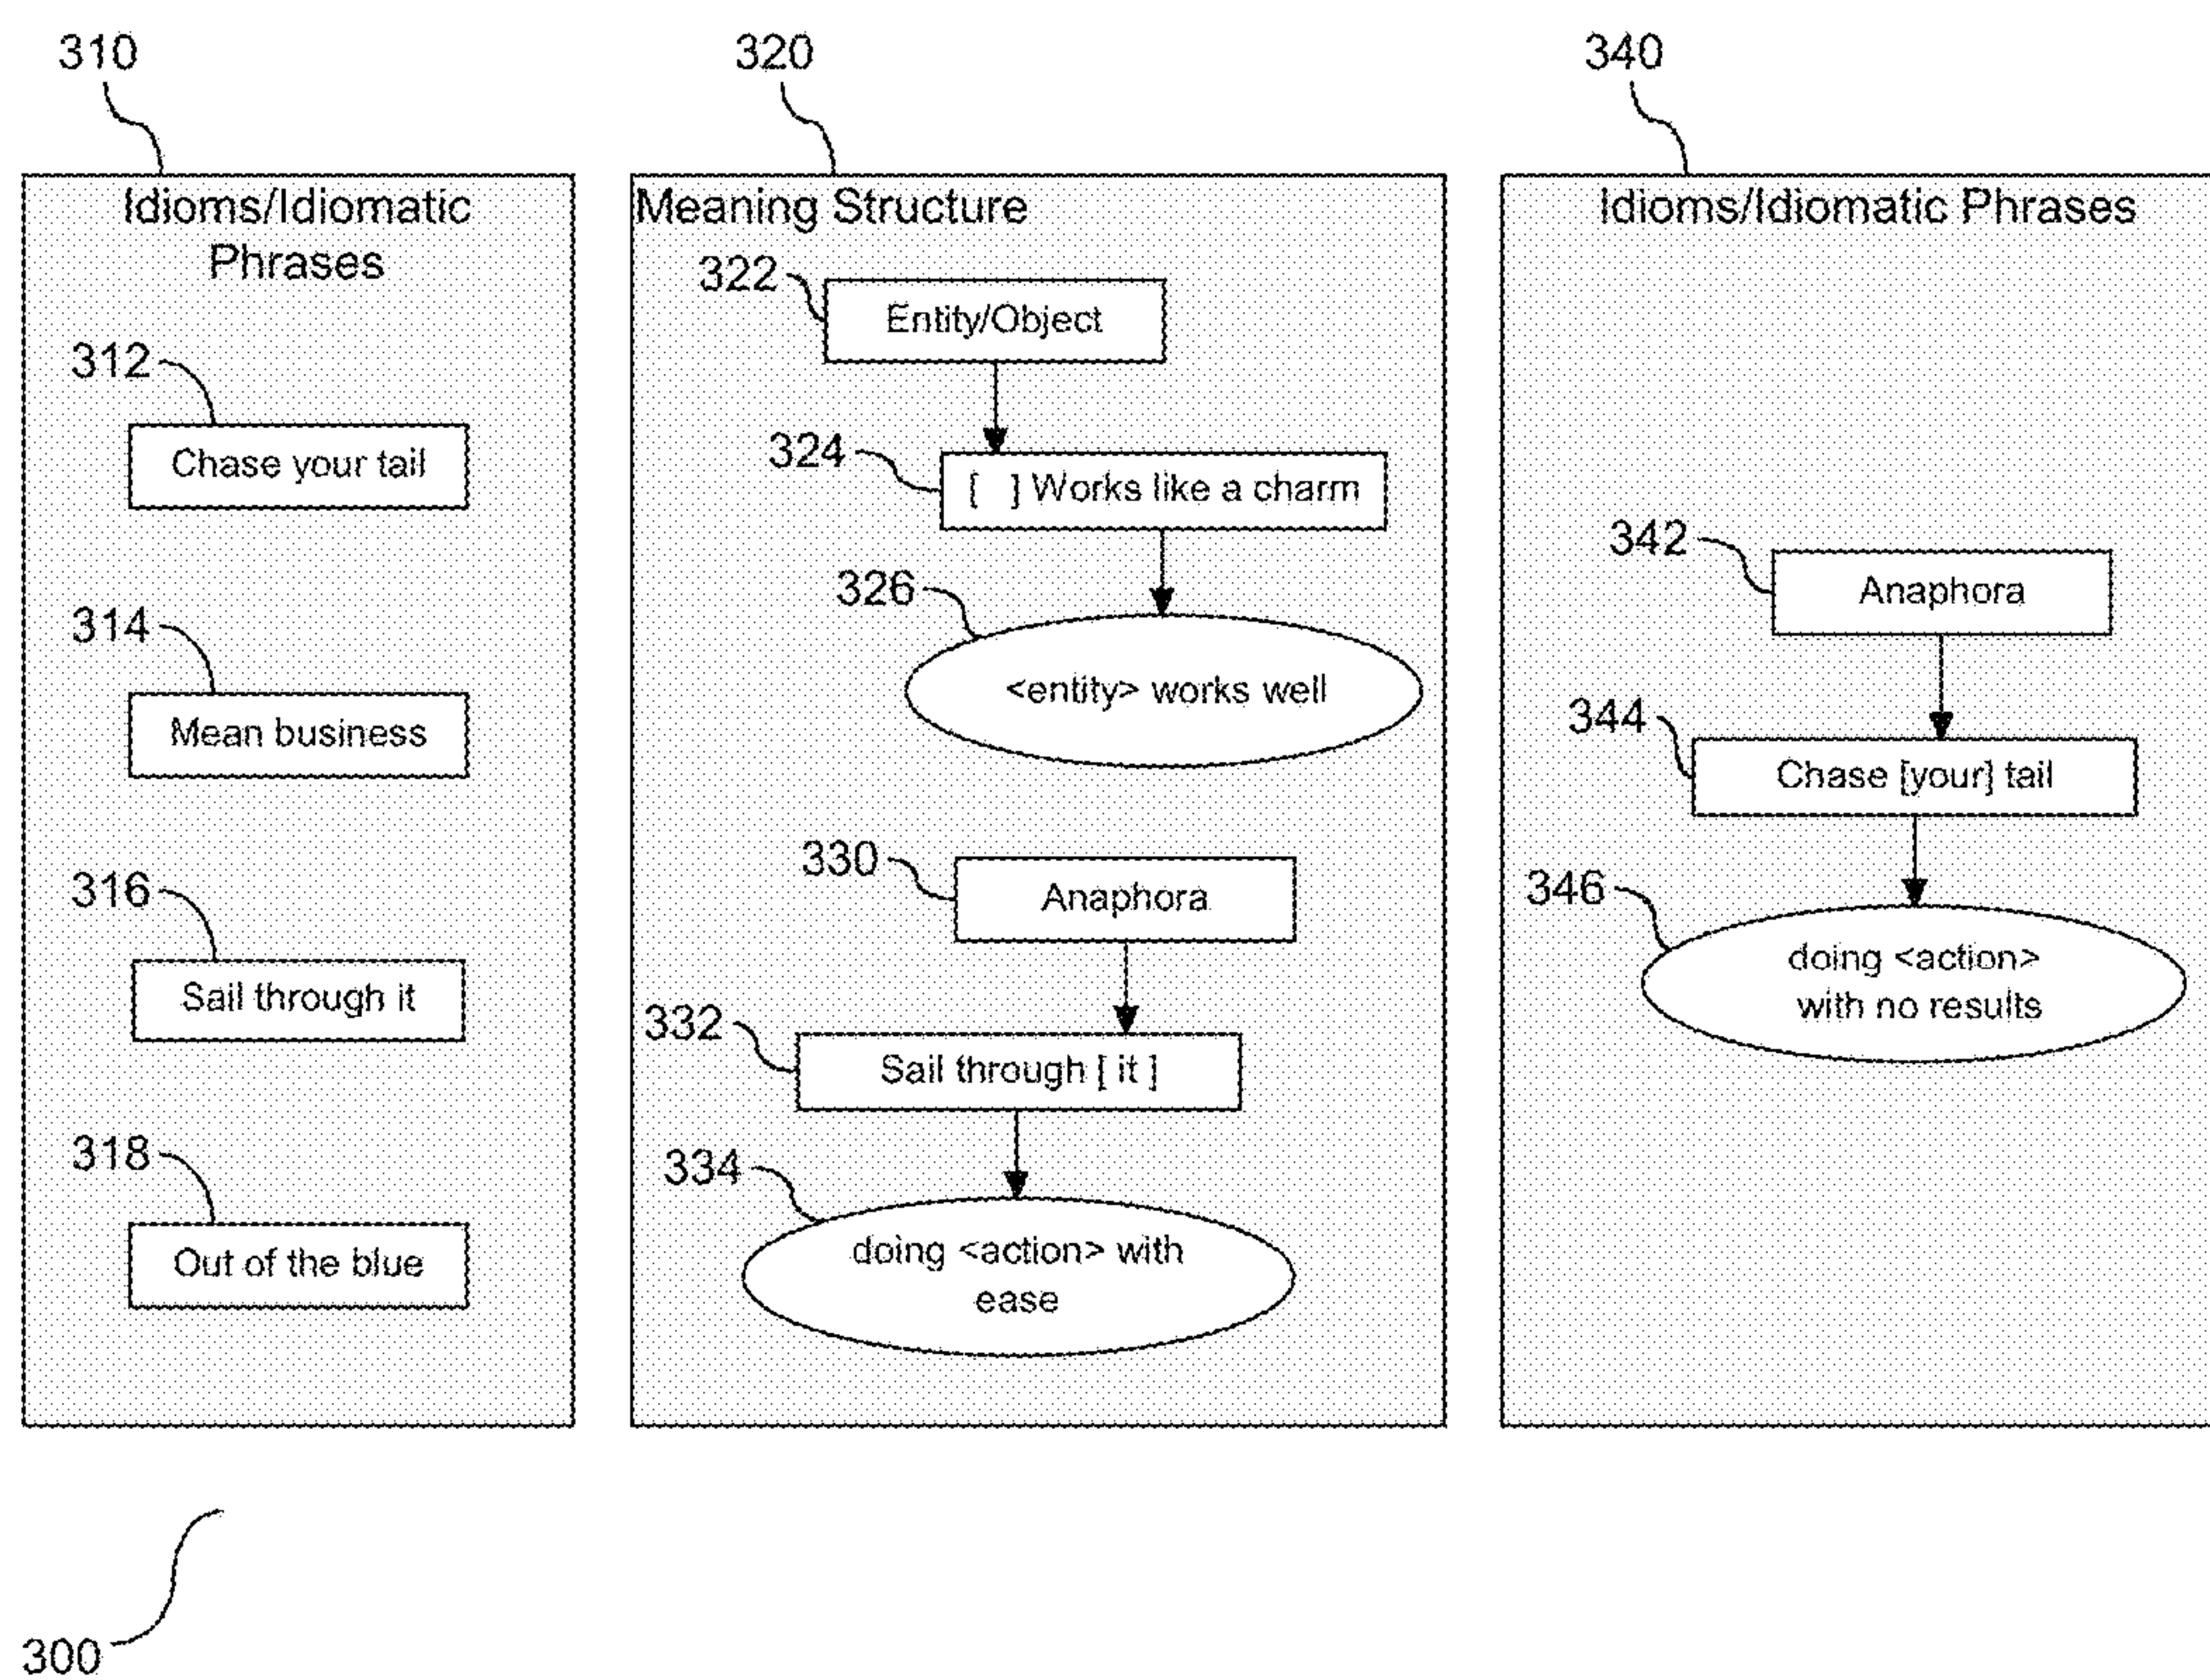 310
Idioms/Idiomatic
Phrases
312
Chase your tail
314
Mean business
316
Sail through it
318
Out of the blue
320
Meaning Structure
322
Entity/Object
324
[ ] Works like a charm
326
<entity> works well
330
Anaphora
332
Sail through [ it ]
334
doing <action> with
ease
340
Idioms/Idiomatic Phrases
342
Anaphora
344
Chase [your] tail
346
doing <action>
with no results
300